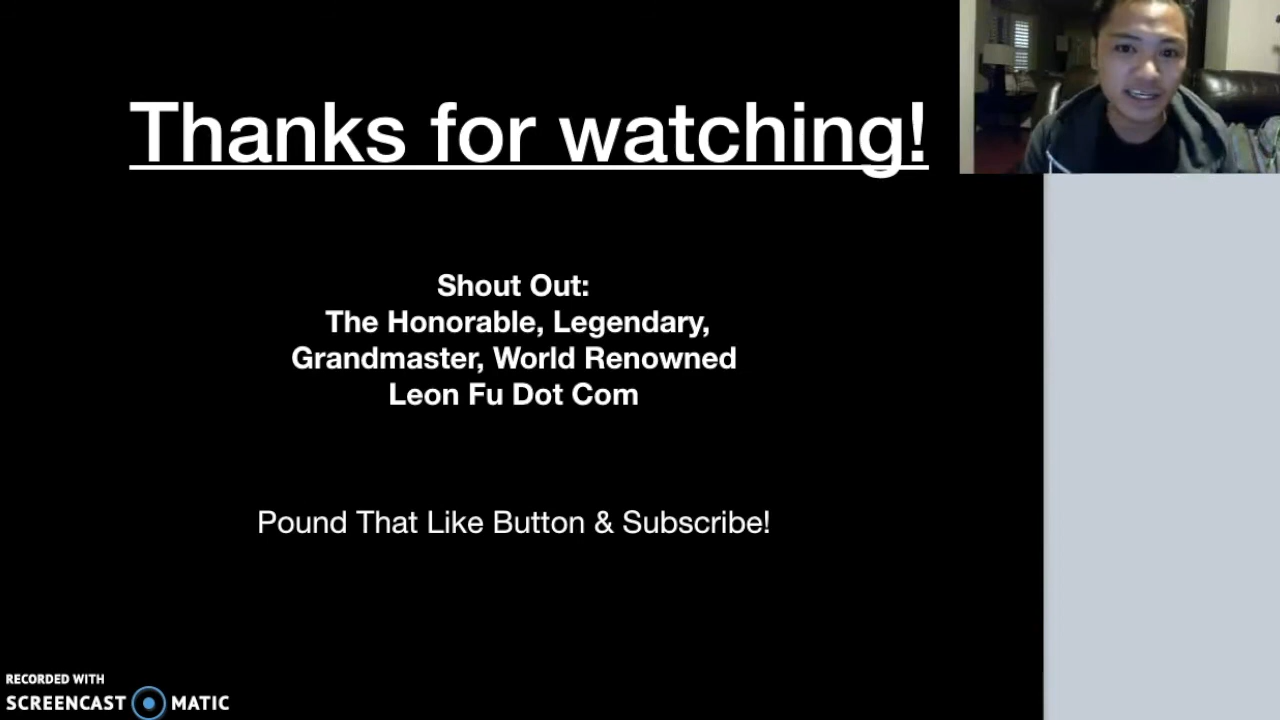 Thanks for watching!
Shout Out:
The Honorable, Legendary,
Grandmaster, World Renowned
Leon Fu Dot Com
Pound That Like Button & Subscribe!
RECORDED WITH
SCREENCAST MATIC